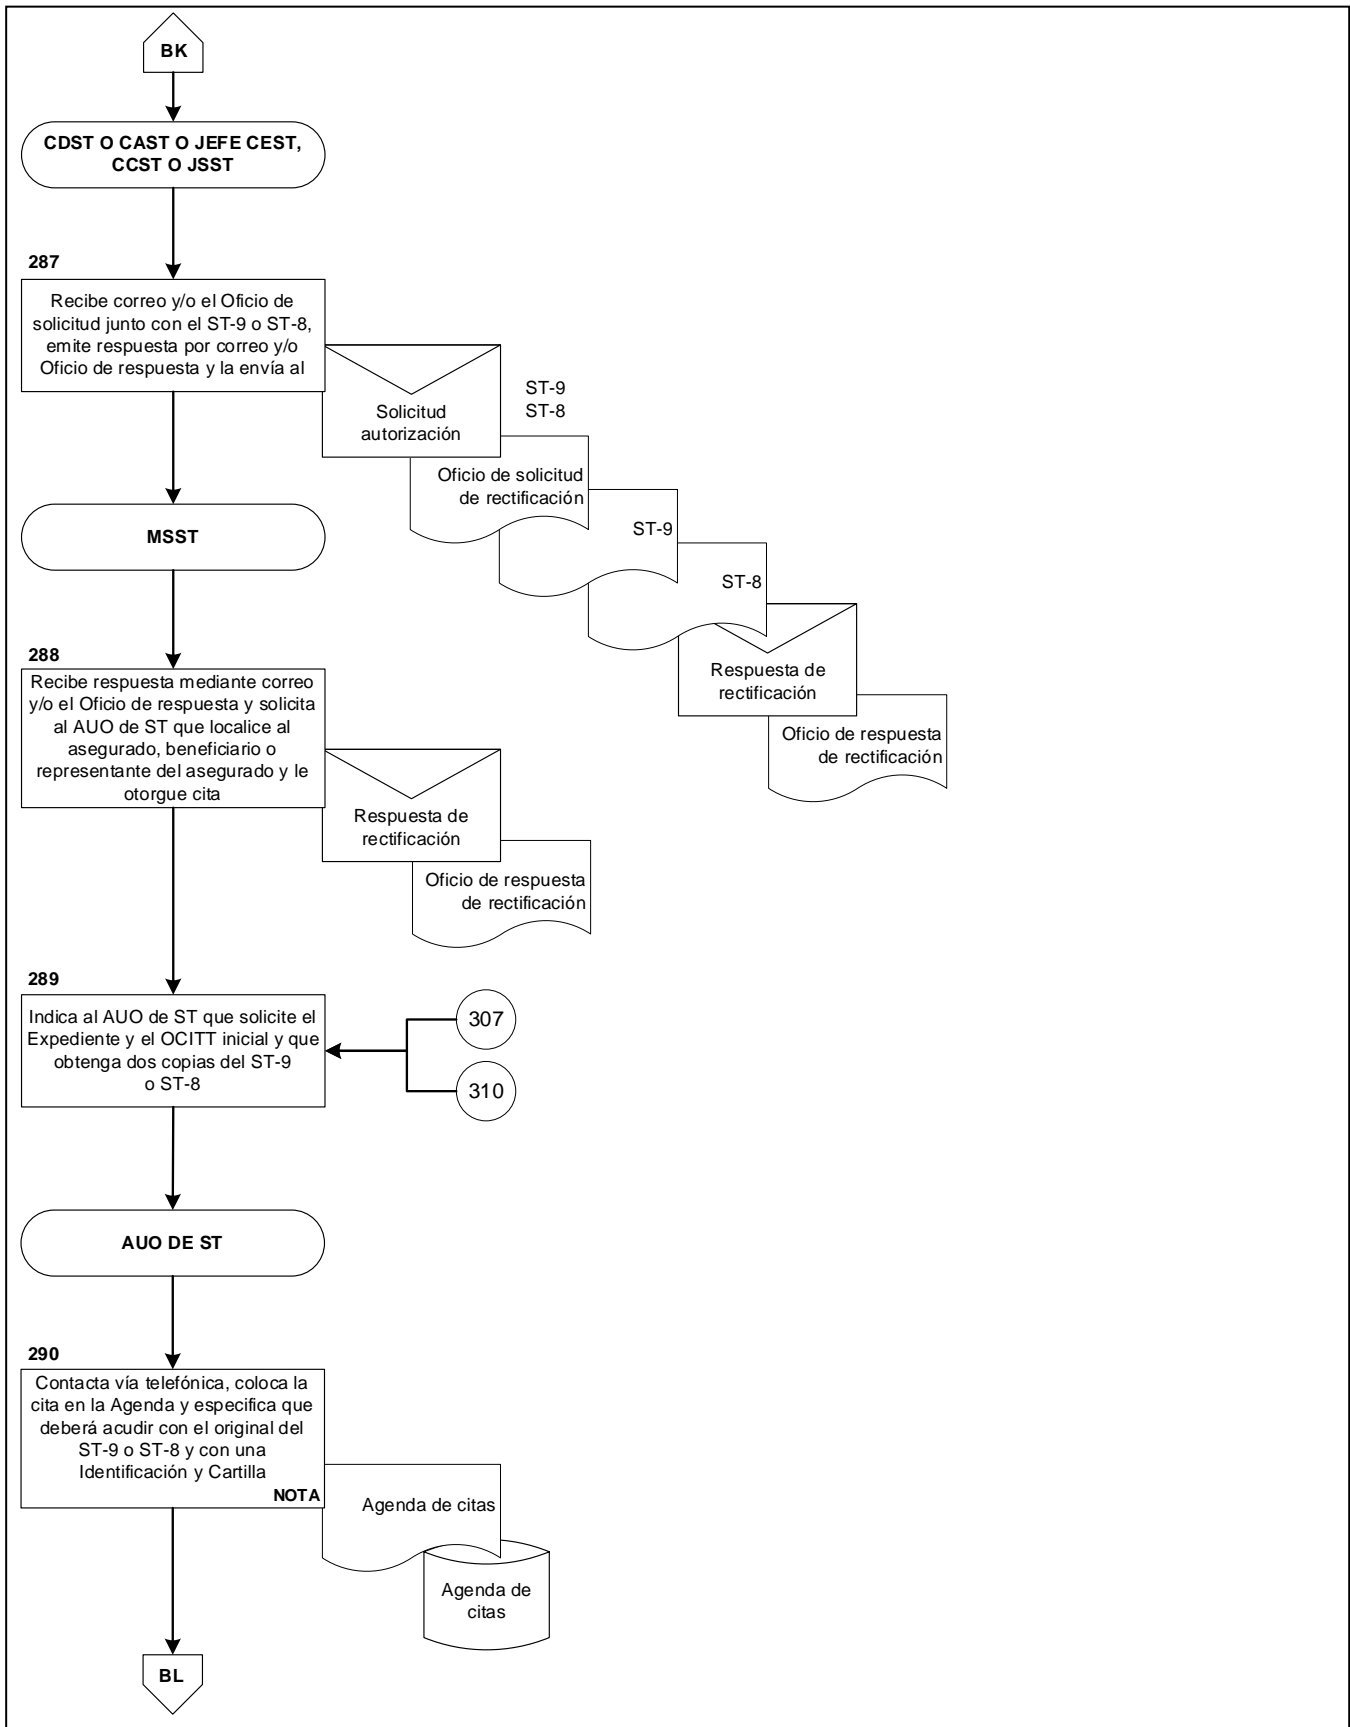 BK
CDST O CAST O JEFE CEST,
CCST O JSST
287
Recibe correo y/o el Oficio de
solicitud junto con el ST-9 o ST-8,
emite respuesta por correo y/o
Oficio de respuesta y la envía al
Solicitud
autorización
ST-9
ST-8
Oficio de solicitud
de rectificación
ST-9
ST-8
Respuesta de
rectificación
Oficio de respuesta
de rectificación
MSST
288
Recibe respuesta mediante correo
y/o el Oficio de respuesta y solicita
al AUO de ST que localice al
asegurado, beneficiario o
representante del asegurado y le
otorgue cita
Respuesta de
rectificación
Oficio de respuesta
de rectificación
289
Indica al AUO de ST que solicite el
Expediente y el OCITT inicial y que
obtenga dos copias del ST-9
o ST-8
307
310
AUO DE ST
290
Contacta vía telefónica, coloca la
cita en la Agenda y especifica que
deberá acudir con el original del
ST-9 o ST-8 y con una
Identificación y Cartilla
NOTA
Agenda de citas
Agenda de
citas
BL